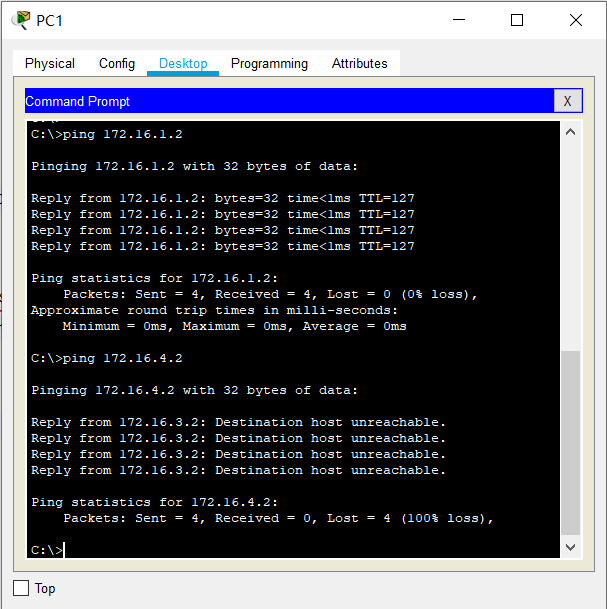 PC1
Physical Config Desktop Programming Attributes
Command Prompt X
C:\>ping 172.16.1.2
Pinging 172.16.1.2 with 32 bytes of data:
Reply from 172.16.1.2: bytes=32 time<1ms TTL=127
Reply from 172.16.1.2: bytes=32 time<1ms TTL=127
Reply from 172.16.1.2: bytes=32 time<1ms TTL=127
Reply from 172.16.1.2: bytes=32 time<1ms TTL=127
Ping statistics for 172.16.1.2:
Packets: Sent = 4, Received = 4, Lost = 0 (0% loss),
Approximate round trip times in milli-seconds:
Minimum = 0ms, Maximum = 0ms, Average = 0ms
C:\>ping 172.16.4.2
Pinging 172.16.4.2 with 32 bytes of data:
Reply from 172.16.3.2: Destination host unreachable.
Reply from 172.16.3.2: Destination host unreachable.
Reply from 172.16.3.2: Destination host unreachable.
Reply from 172.16.3.2: Destination host unreachable.
Ping statistics for 172.16.4.2:
Packets: Sent = 4, Received = 0, Lost = 4 (100% loss),
C:\>
Top